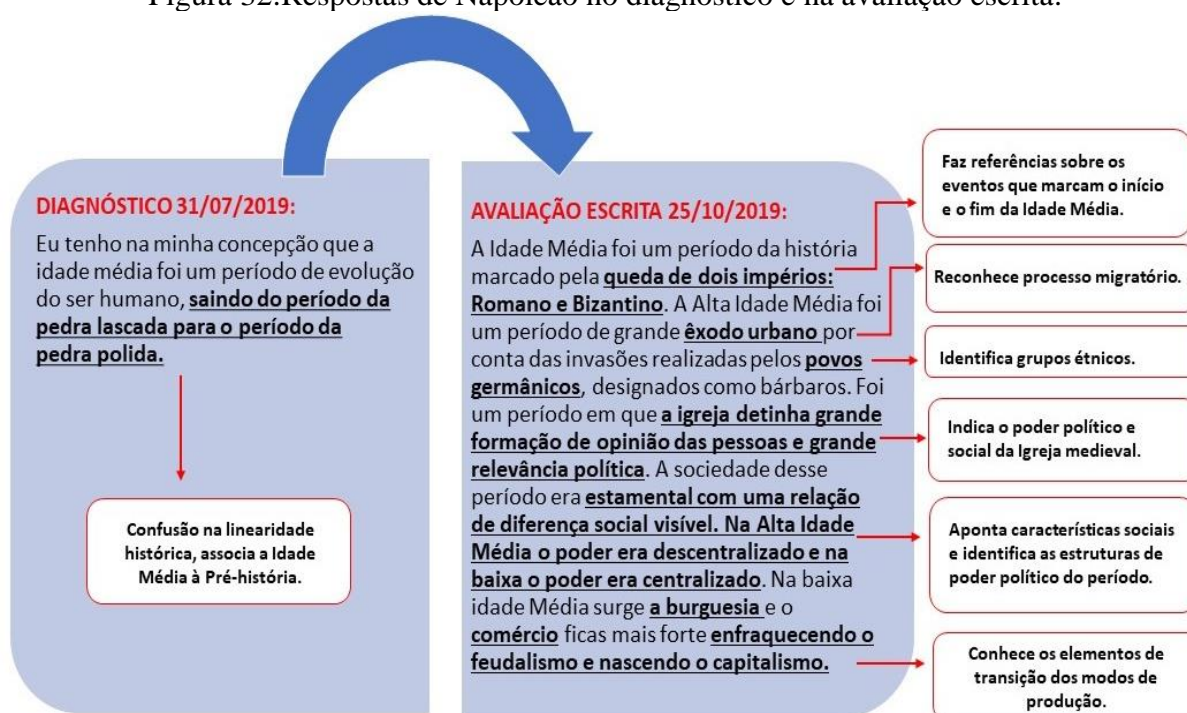 Figura 32.Respostas de Napoleão no diagnóstico e na avaliação escrita.
DIAGNÓSTICO 31/07/2019:
Eu tenho na minha concepção que a
idade média foi um período de evolução
do ser humano, saindo do período da
pedra lascada para o período da
pedra polida.
Confusão na linearidade
histórica, associa a Idade
Média à Pré-história.
AVALIAÇÃO ESCRITA 25/10/2019:
A Idade Média foi um período da história
marcado pela queda de dois impérios:
Romano e Bizantino. A Alta Idade Média foi
um período de grande êxodo urbano por
conta das invasões realizadas pelos povos
germânicos, designados como bárbaros. Foi
um período em que a igreja detinha grande
formação de opinião das pessoas e grande
relevância política. A sociedade desse
período era estamental com uma relação
de diferença social visível. Na Alta Idade
Média o poder era descentralizado e na
baixa o poder era centralizado. Na baixa
idade Média surge a burguesia e o
comércio ficas mais forte enfraquecendo o
feudalismo e nascendo o capitalismo.
Faz referências sobre os
eventos que marcam o início
e o fim da Idade Média.
Reconhece processo migratório.
Identifica grupos étnicos.
Indica o poder político e
social da Igreja medieval.
Aponta características sociais
e identifica as estruturas de
poder político do período.
Conhece os elementos de
transição dos modos de
produção.